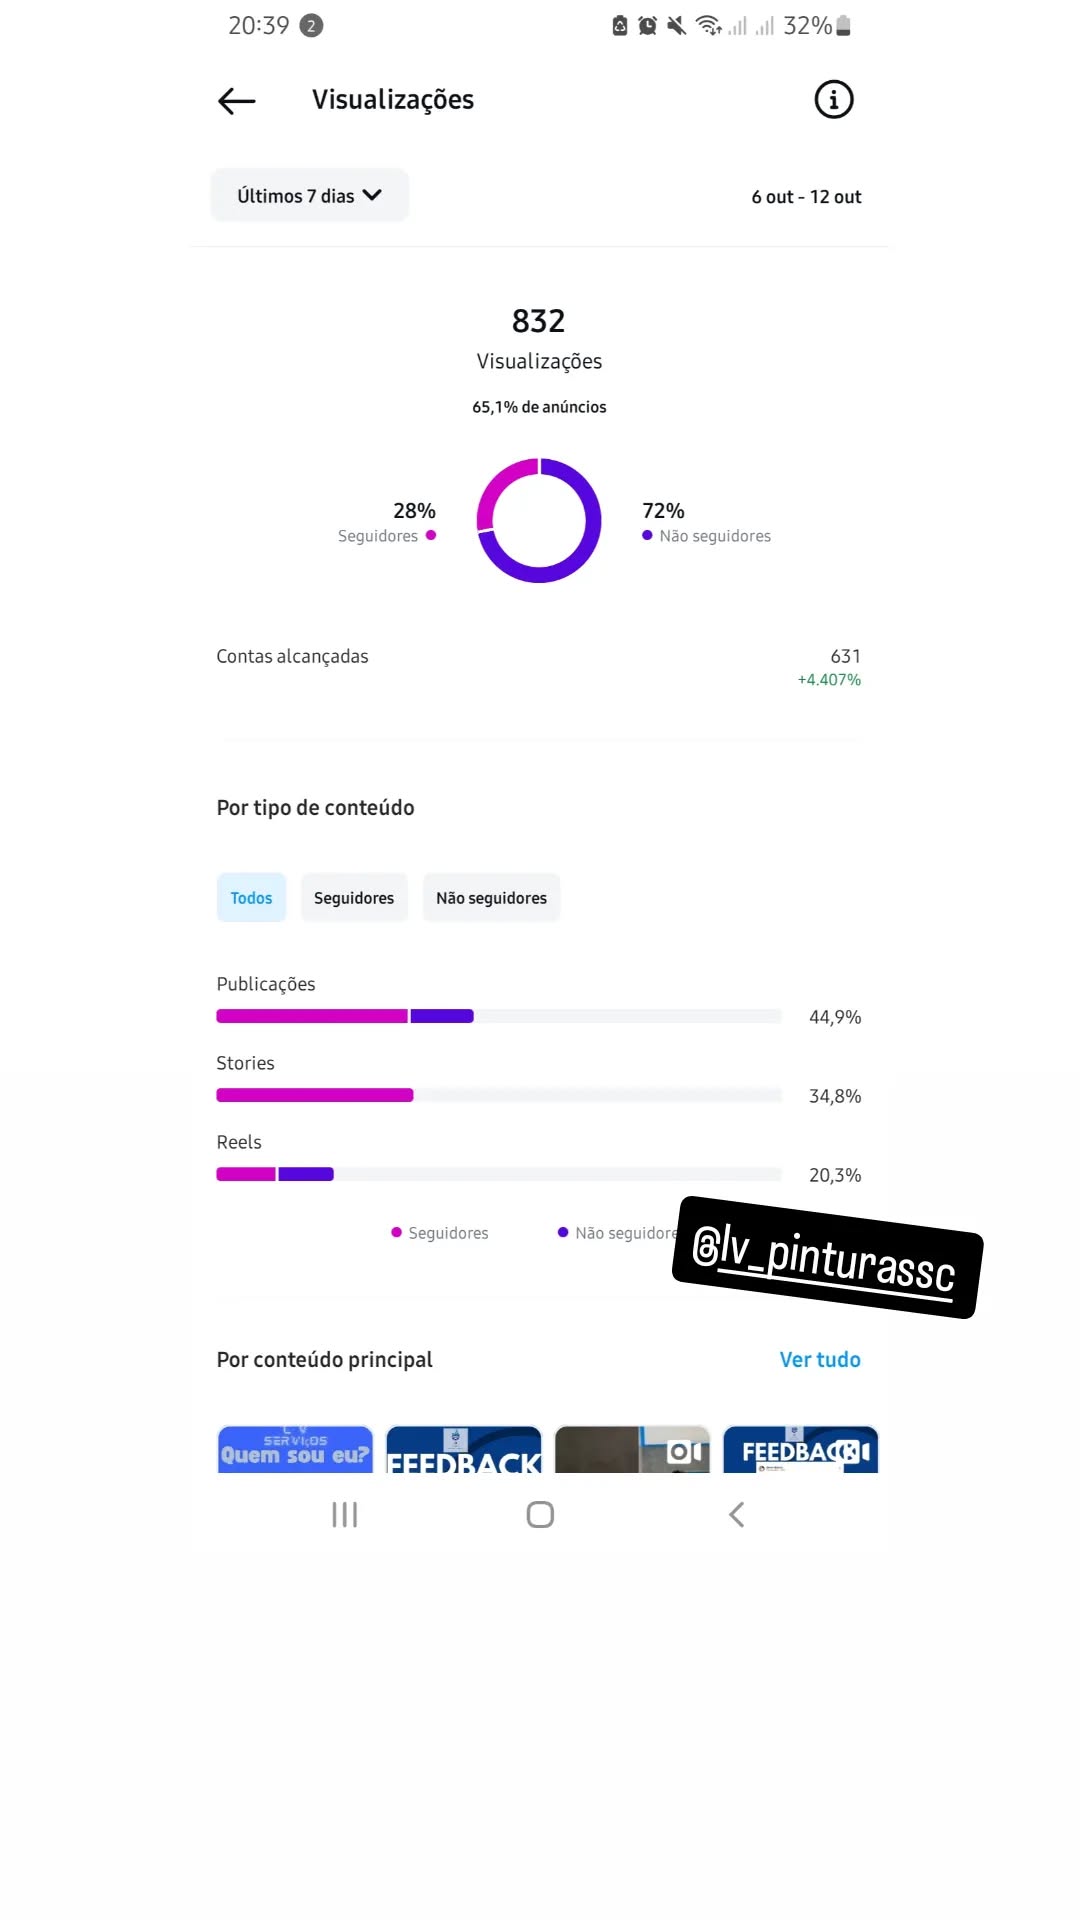 20:39 2 32%
Visualizações
Últimos 7 dias 6 out - 12 out
832
Visualizações
65,1% de anúncios
28% 72%
Seguidores Não seguidores
Contas alcançadas 631
+4.407%
Por tipo de conteúdo
Todos Seguidores Não seguidores
Publicações
44,9%
Stories
34,8%
Reels
20,3%
Seguidores Não seguidore
@lv_pinturassc
Por conteúdo principal Ver tudo
SERVIÇOS
Quem sou eu?
FEEDBACK
FEEDBACK